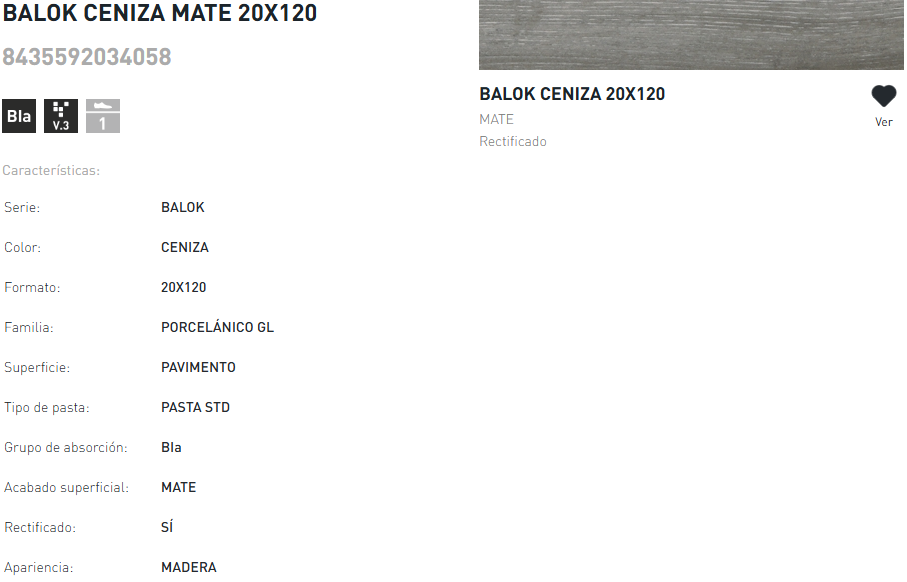 BALOK CENIZA MATE 20X120
8435592034058
BIa
V.3
1
Características:
Serie: BALOK
Color: CENIZA
Formato: 20X120
Familia: PORCELÁNICO GL
Superficie: PAVIMENTO
Tipo de pasta: PASTA STD
Grupo de absorción: BIa
Acabado superficial: MATE
Rectificado: SÍ
Apariencia: MADERA
BALOK CENIZA 20X120
MATE
Rectificado
Ver